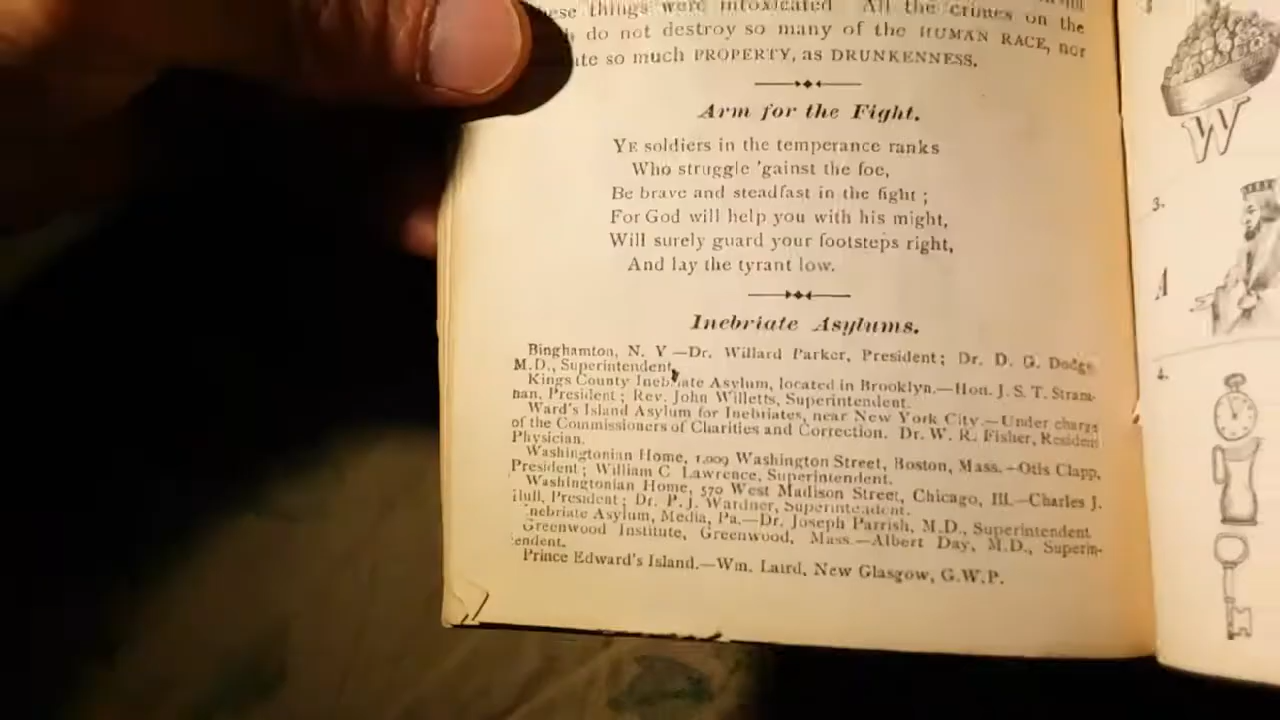 these things were intoxicated All the crimes on the
do not destroy so many of the HUMAN RACE, nor
so much PROPERTY, as DRUNKENNESS.
Arm for the Fight.
YE soldiers in the temperance ranks
Who struggle 'gainst the foe,
Be brave and steadfast in the fight ;
For God will help you with his might,
Will surely guard your footsteps right,
And lay the tyrant low.
Inebriate Asylums.
Binghamton, N. Y —Dr. Willard Parker, President; Dr. D. G. Dodge
M.D., Superintendent
Kings County Inebriate Asylum, located in Brooklyn.—Hon. J. S. T. Stran-
han, President ; Rev. John Willetts, Superintendent.
Ward's Island Asylum for Inebriates, near New York City.—Under charge
of the Commissioners of Charities and Correction. Dr. W. R. Fisher, Resident
Physician.
Washingtonian Home, 1,009 Washington Street, Boston, Mass.—Otis Clapp,
President ; William C. Lawrence, Superintendent.
Washingtonian Home, 570 West Madison Street, Chicago, Ill.—Charles J.
Hull, President ; Dr. P. J. Wardner, Superintendent.
Inebriate Asylum, Media, Pa.—Dr. Joseph Parrish, M.D., Superintendent
Greenwood Institute, Greenwood, Mass.—Albert Day, M.D., Superin-
tendent.
Prince Edward's Island.—Wm. Laird, New Glasgow, G.W.P.
W
3.
A
4.